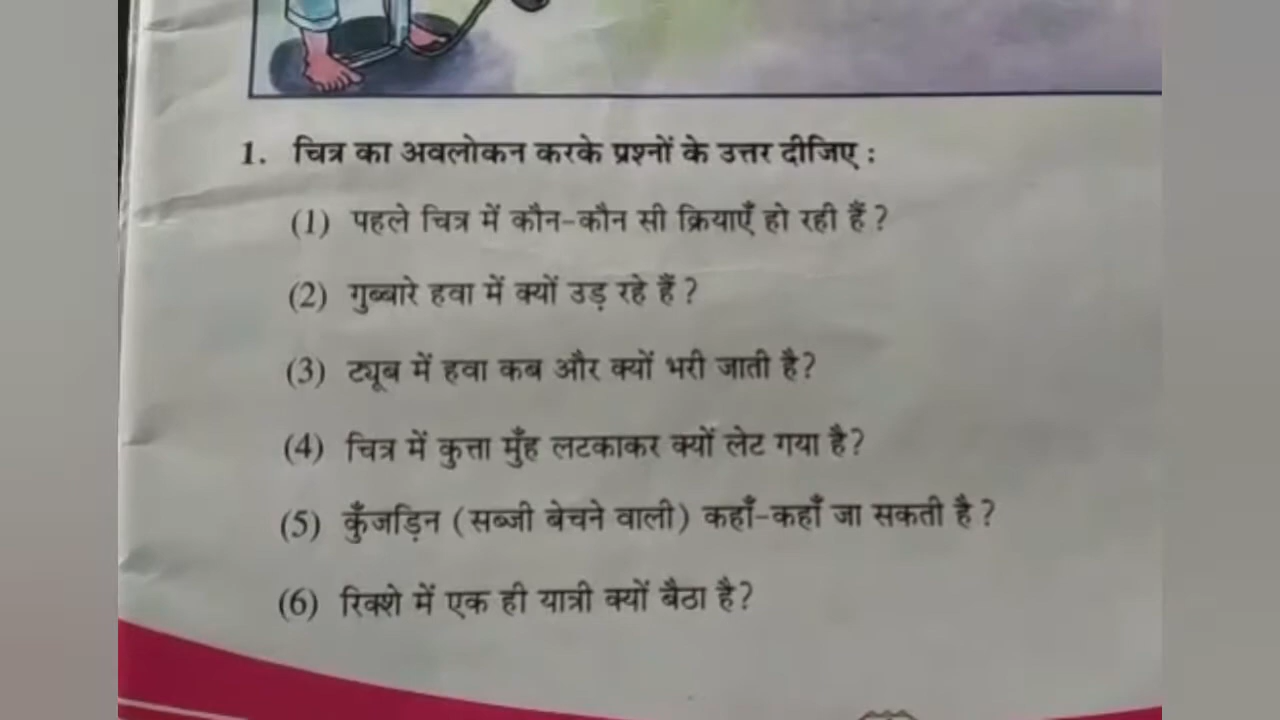 1. चित्र का अवलोकन करके प्रश्नों के उत्तर दीजिए :
(1) पहले चित्र में कौन-कौन सी क्रियाएँ हो रही हैं ?
(2) गुब्बारे हवा में क्यों उड़ रहे हैं ?
(3) ट्यूब में हवा कब और क्यों भरी जाती है?
(4) चित्र में कुत्ता मुँह लटकाकर क्यों लेट गया है?
(5) कुँजड़िन (सब्जी बेचने वाली) कहाँ-कहाँ जा सकती है ?
(6) रिक्शे में एक ही यात्री क्यों बैठा है?